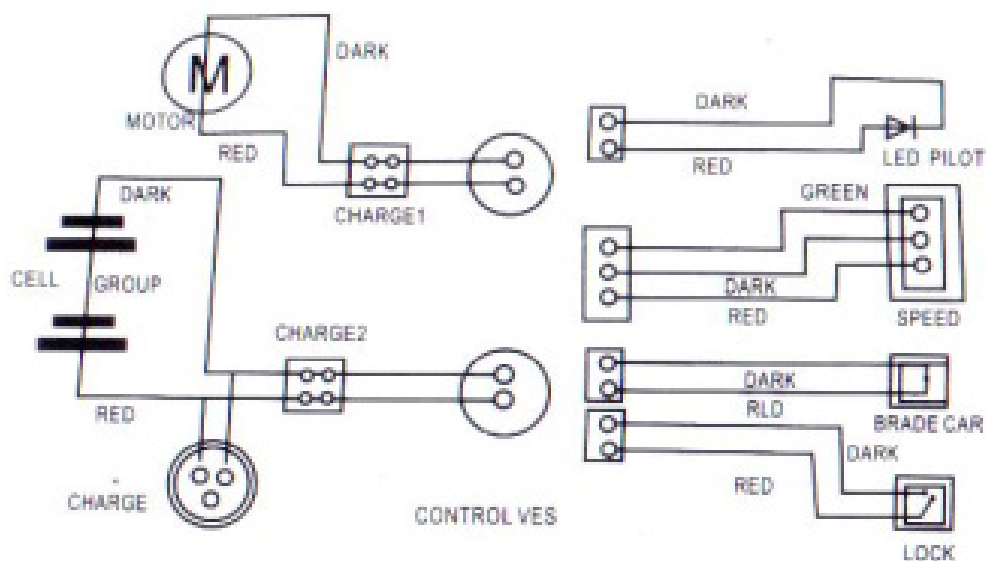 DARK
M
MOTOR
RED
CHARGE1
DARK
CELL GROUP
CHARGE2
RED
CHARGE
CONTROL VES
DARK
RED
LED PILOT
GREEN
DARK
RED
SPEED
DARK
RLD
BRADE CAR
DARK
RED
LOCK